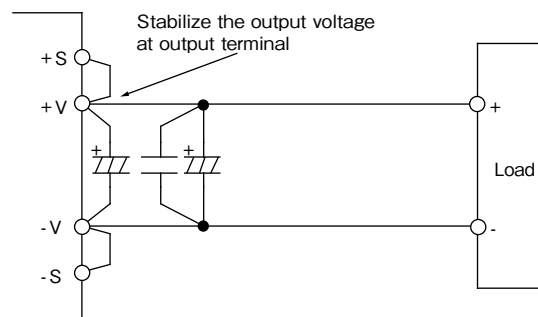 Stabilize the output voltage
at output terminal
+S
+V
+
+
+
Load
-V
-
-S